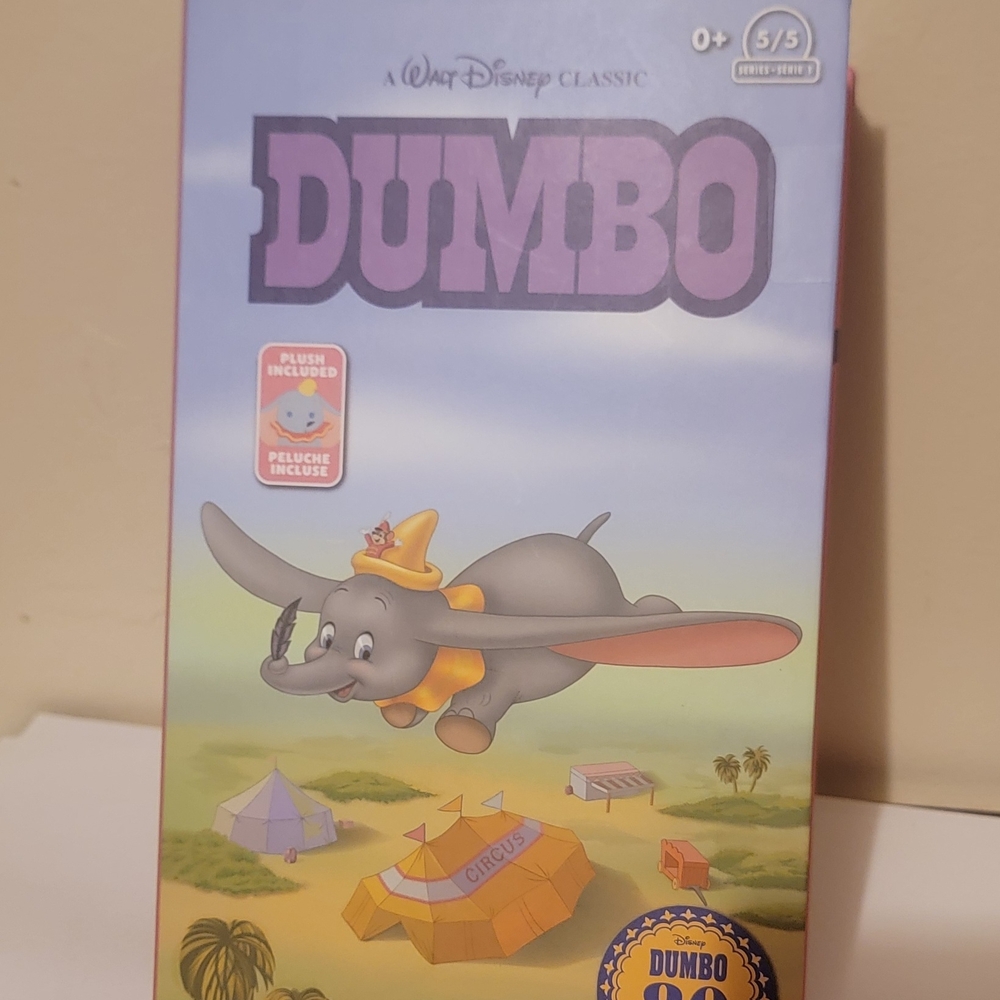 0+
5/5
SERIES • SÉRIE 1
A WALT DISNEY CLASSIC
DUMBO
PLUSH
INCLUDED
PELUCHE
INCLUSE
CIRCUS
Disney
DUMBO